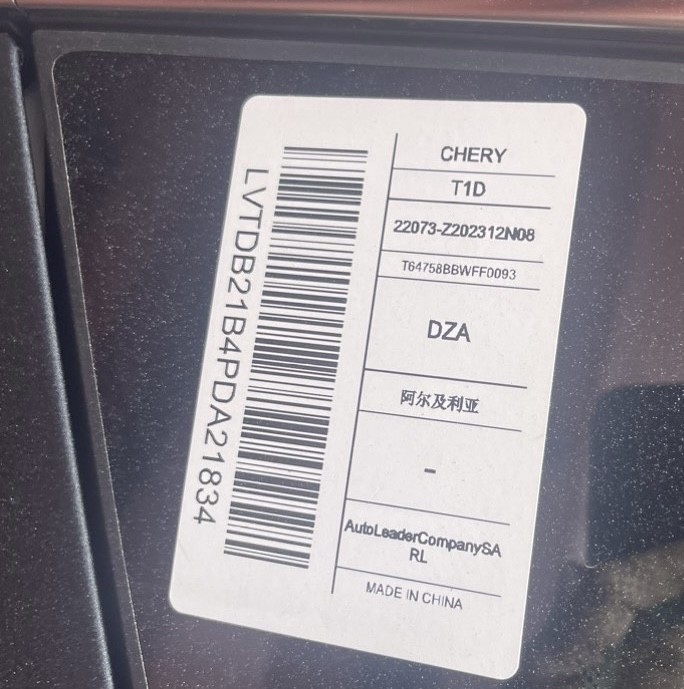 LVTDB21B4PDA21834
CHERY
T1D
22073-Z202312N08
T64758BBWFF0093
DZA
阿尔及利亚
-
AutoLeaderCompanySA
RL
MADE IN CHINA